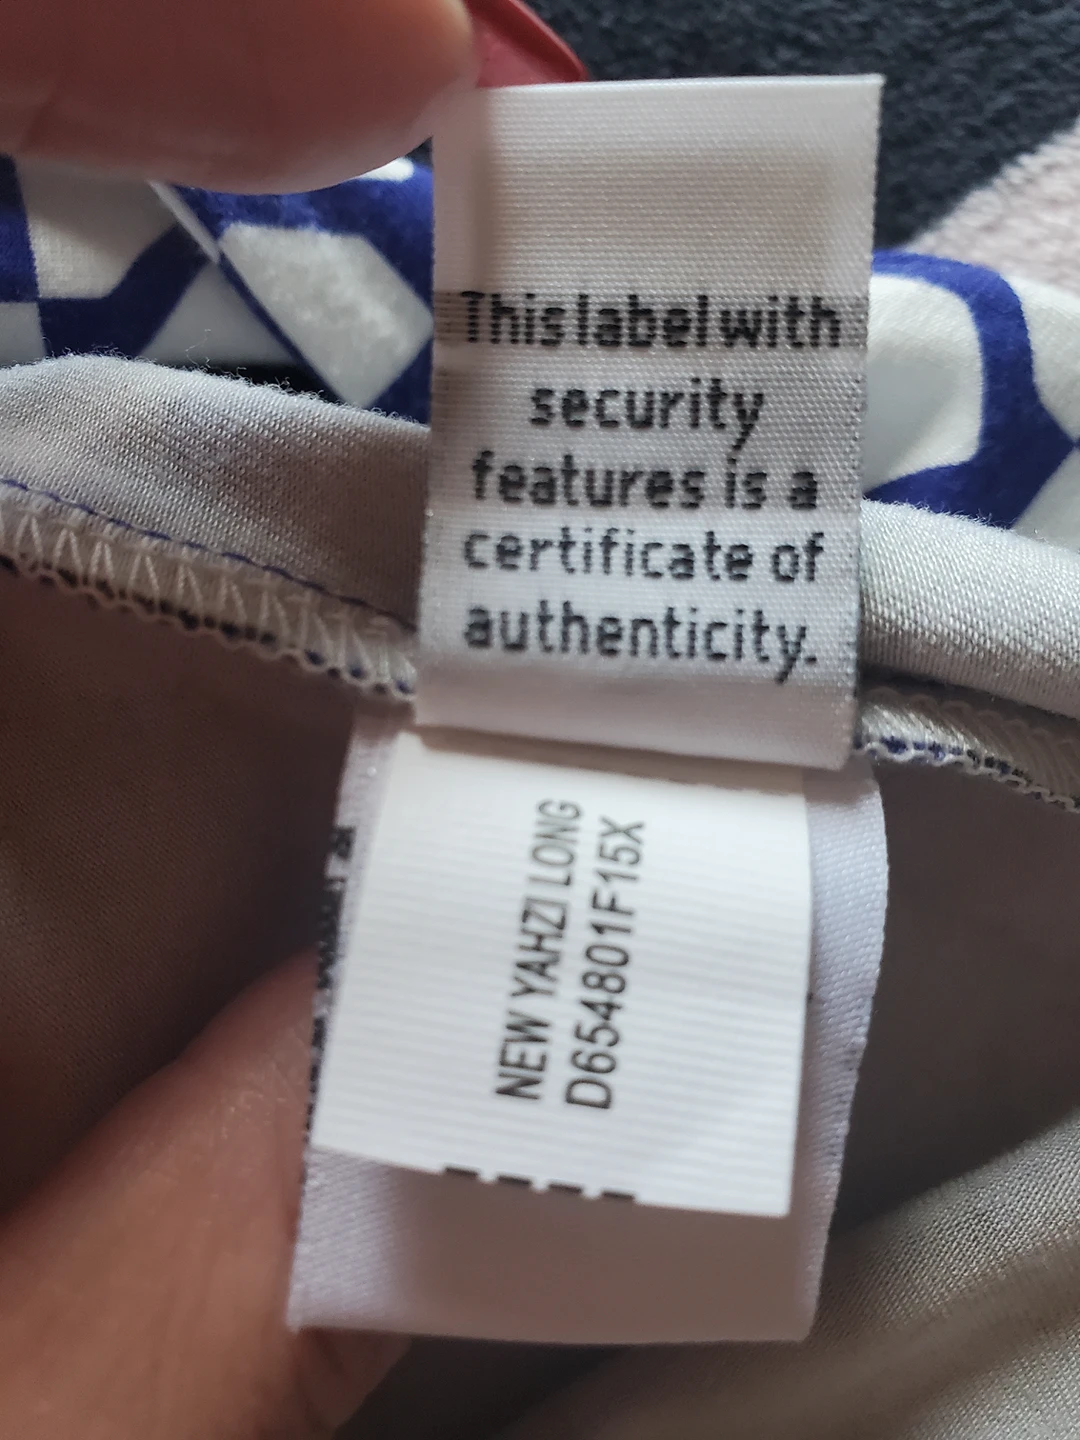 This label with
security
features is a
certificate of
authenticity.
NEW YAHZI LONG
D654801F15X